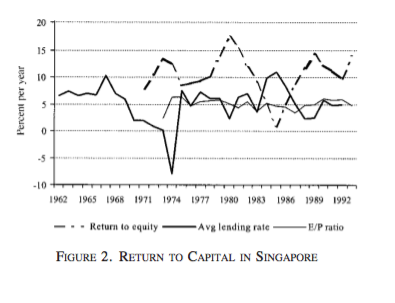 20
15
10
5
0
-5
-10
Percent per year
1962 1965 1968 1971 1974 1977 1980 1983 1986 1989 1992
Return to equity Avg lending rate E/P ratio
FIGURE 2. RETURN TO CAPITAL IN SINGAPORE